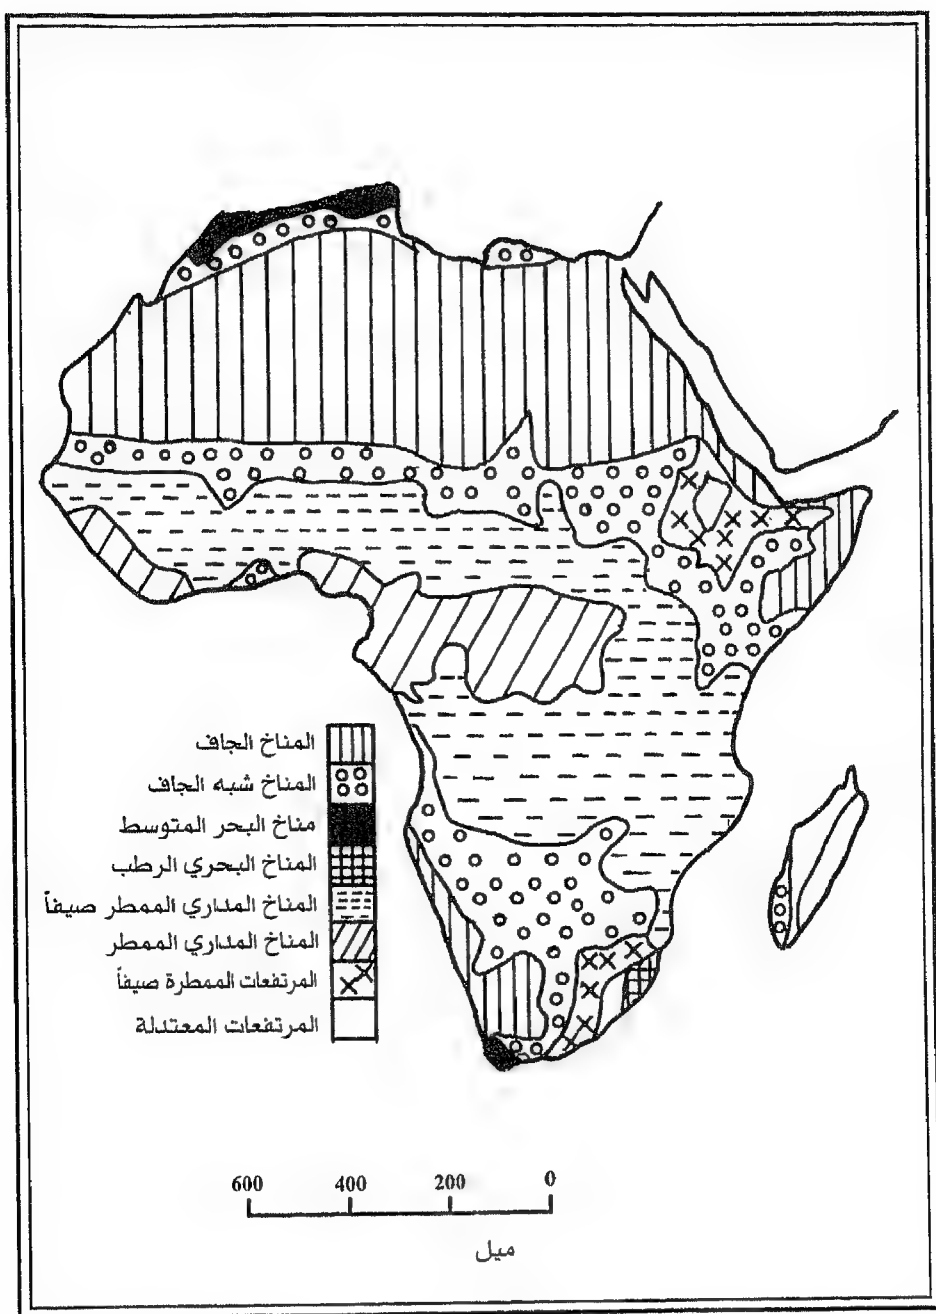 المناخ الجاف
المناخ شبه الجاف
مناخ البحر المتوسط
المناخ البحري الرطب
المناخ المداري الممطر صيفاً
المناخ المداري الممطر
المرتفعات الممطرة صيفاً
المرتفعات المعتدلة
600 400 200 0
ميل